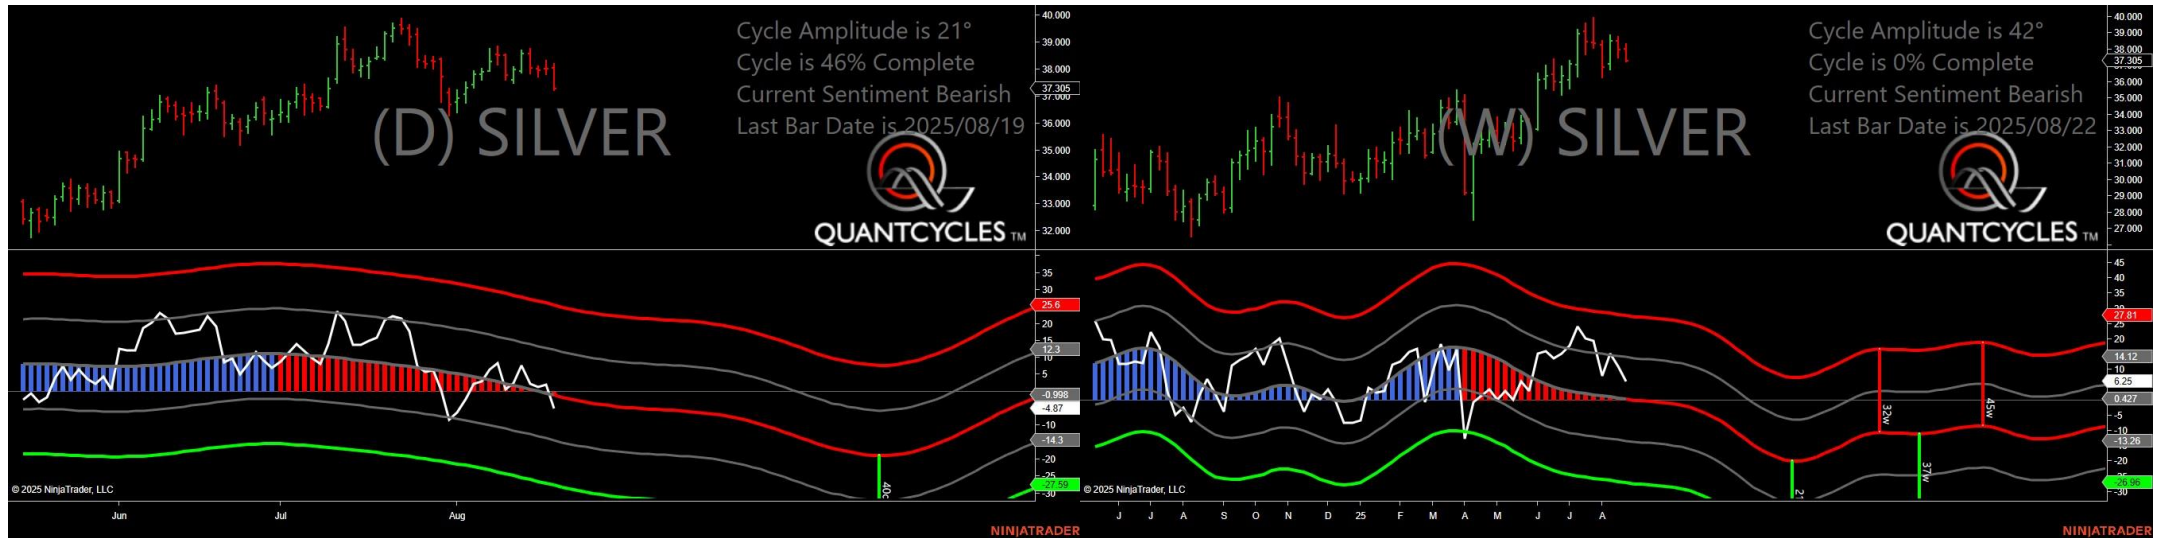 Cycle Amplitude is 21°
Cycle is 46% Complete
Current Sentiment Bearish
Last Bar Date is 2025/08/19
(D) SILVER
QUANTCYCLES TM
40.000
39.000
38.000
37.305
37.000
36.000
35.000
34.000
33.000
32.000
35
25.6
20
15
12.3
10
5
-0.998
-4.87
-10
-14.3
-20
-25
-27.59
-30
40d
© 2025 NinjaTrader, LLC
Jun Jul Aug
NINJATRADER
Cycle Amplitude is 42°
Cycle is 0% Complete
Current Sentiment Bearish
Last Bar Date is 2025/08/22
(W) SILVER
QUANTCYCLES TM
40.000
39.000
38.000
37.305
36.000
35.000
34.000
33.000
32.000
31.000
30.000
29.000
28.000
27.000
45
40
35
27.81
25
20
14.12
10
6.25
0.427
-5
-10
-13.26
-20
-26.96
-30
21
32w
37w
45w
© 2025 NinjaTrader, LLC
J J A S O N D 25 F M A M J J A
NINJATRADER